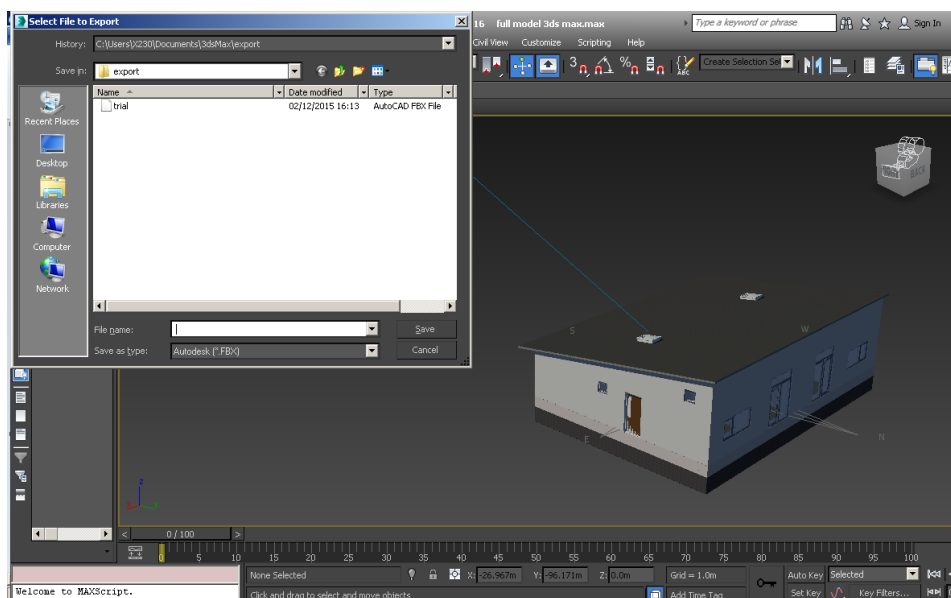 Select File to Export
16 full model 3ds max.max
Type a keyword or phrase
Sign In
History:
C:\Users\X230\Documents\3dsMax\export
Civil View Customize Scripting Help
Save in:
export
Create Selection Se
Name
Date modified
Type
trial
02/12/2015 16:13
AutoCAD FBX File
Recent Places
Desktop
Libraries
Computer
Network
BACK
S
W
E
N
File name:
Save
Save as type:
Autodesk (*.FBX)
Cancel
z
x
y
0 / 100
0 5 10 15 20 25 30 35 40 45 50 55 60 65 70 75 80 85 90 95 100
None Selected
X: -26.967m
Y: -96.171m
Z: 0.0m
Grid = 1.0m
Auto Key
Selected
Welcome to MAXScript.
Click and drag to select and move objects
Add Time Tag
Set Key
Key Filters...